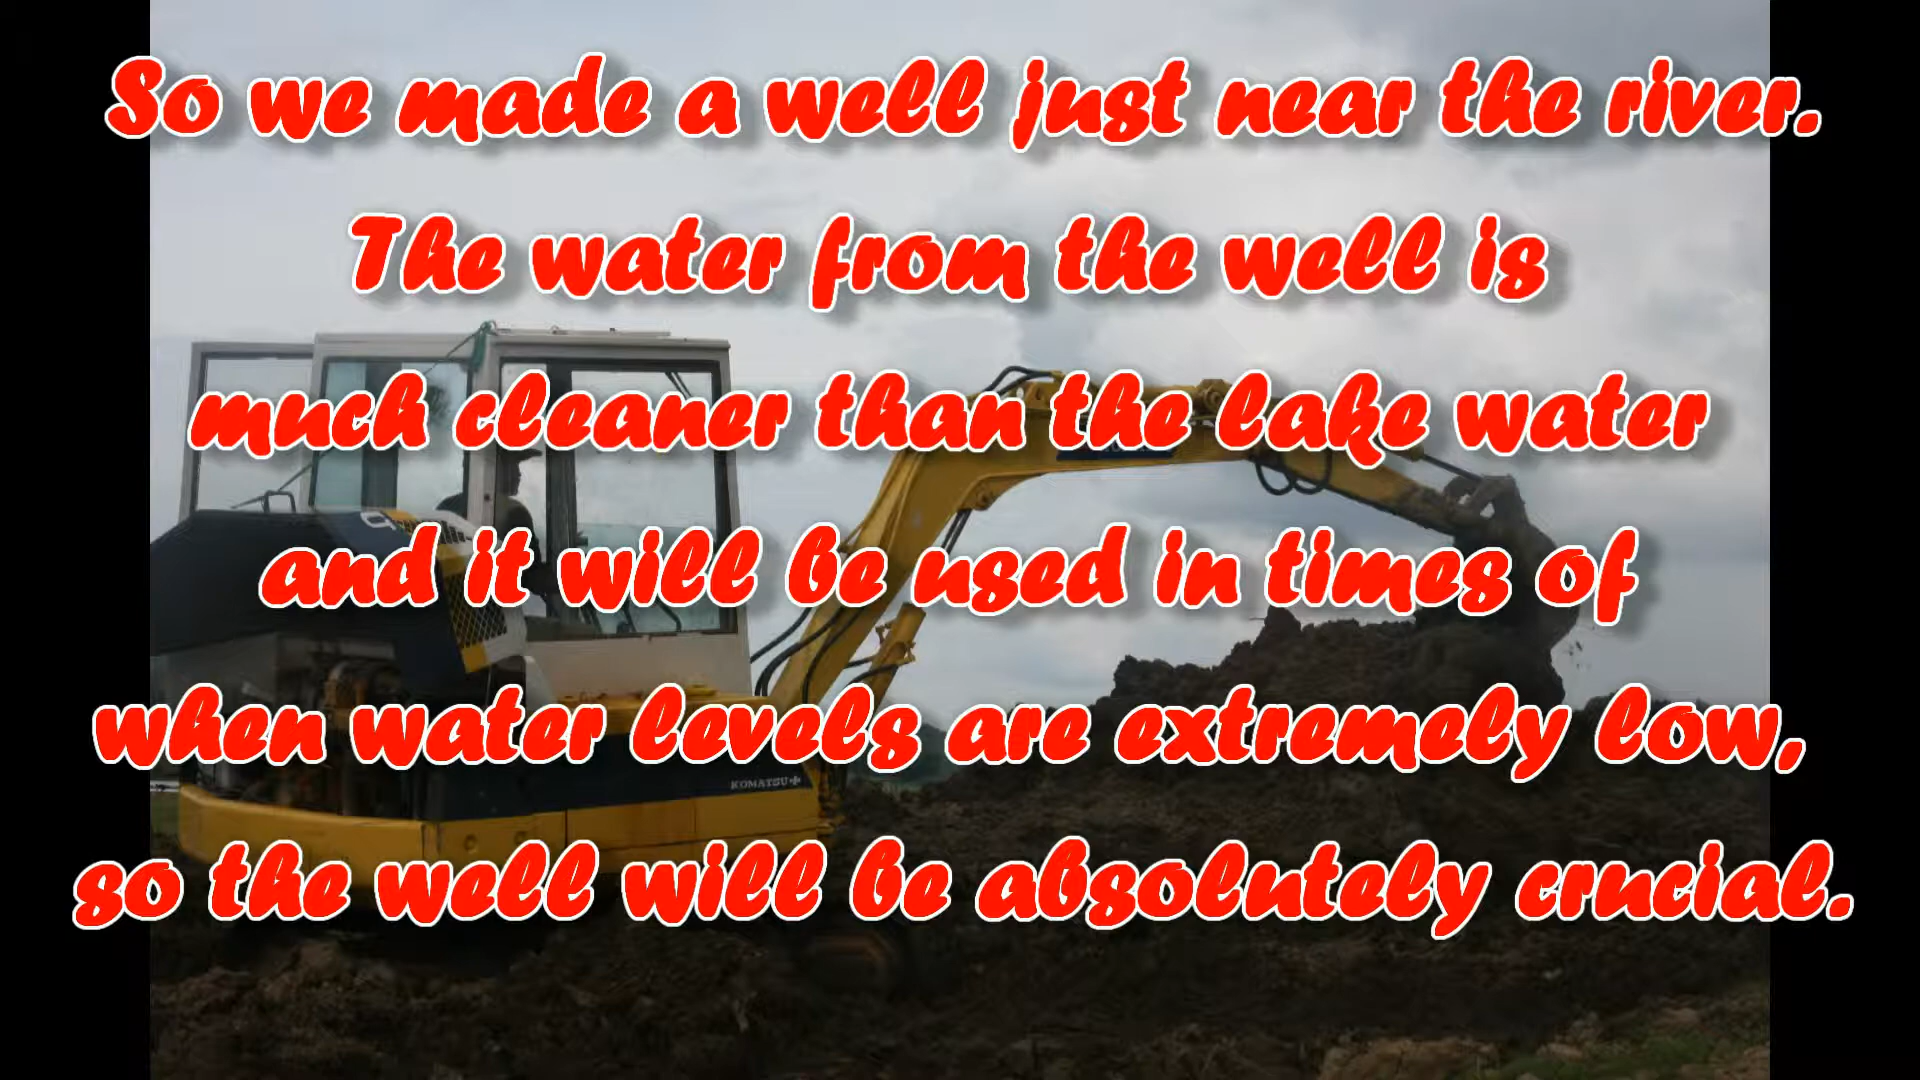 So we made a well just near the river.
The water from the well is
much cleaner than the lake water
and it will be used in times of
when water levels are extremely low,
so the well will be absolutely crucial.
KOMATSU